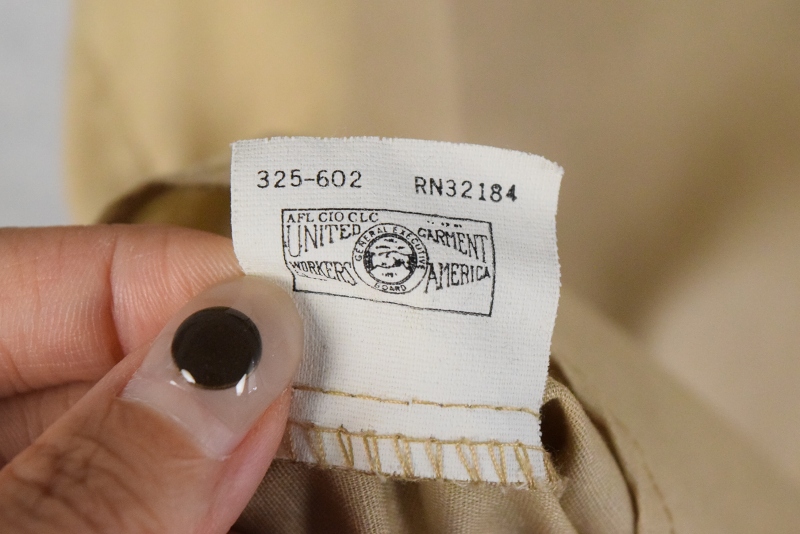 325-602 RN32184
AFL CIO CLC
UNITED GARMENT
WORKERS AMERICA
GENERAL EXECUTIVE
BOARD